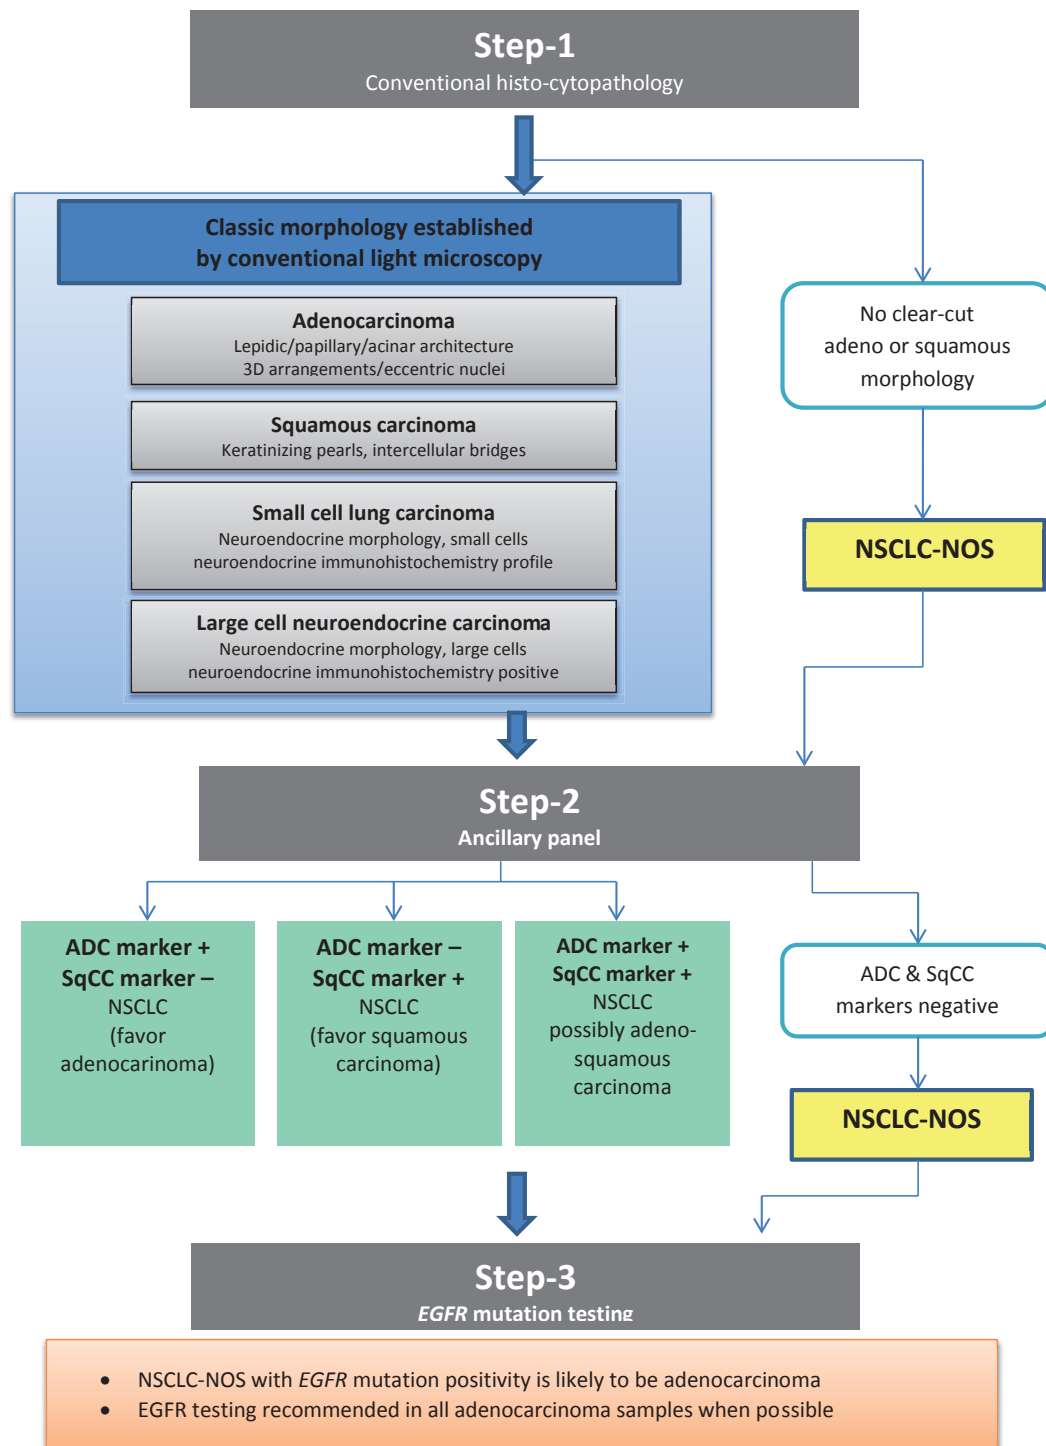 Step-1
Conventional histo-cytopathology
Classic morphology established
by conventional light microscopy
Adenocarcinoma
Lepidic/papillary/acinar architecture
3D arrangements/eccentric nuclei
Squamous carcinoma
Keratinizing pearls, intercellular bridges
Small cell lung carcinoma
Neuroendocrine morphology, small cells
neuroendocrine immunohistochemistry profile
Large cell neuroendocrine carcinoma
Neuroendocrine morphology, large cells
neuroendocrine immunohistochemistry positive
No clear-cut
adeno or squamous
morphology
NSCLC-NOS
Step-2
Ancillary panel
ADC marker +
SqCC marker –
NSCLC
(favor
adenocarinoma)
ADC marker –
SqCC marker +
NSCLC
(favor squamous
carcinoma)
ADC marker +
SqCC marker +
NSCLC
possibly adeno-
squamous
carcinoma
ADC & SqCC
markers negative
NSCLC-NOS
Step-3
EGFR mutation testing
• NSCLC-NOS with EGFR mutation positivity is likely to be adenocarcinoma
• EGFR testing recommended in all adenocarcinoma samples when possible